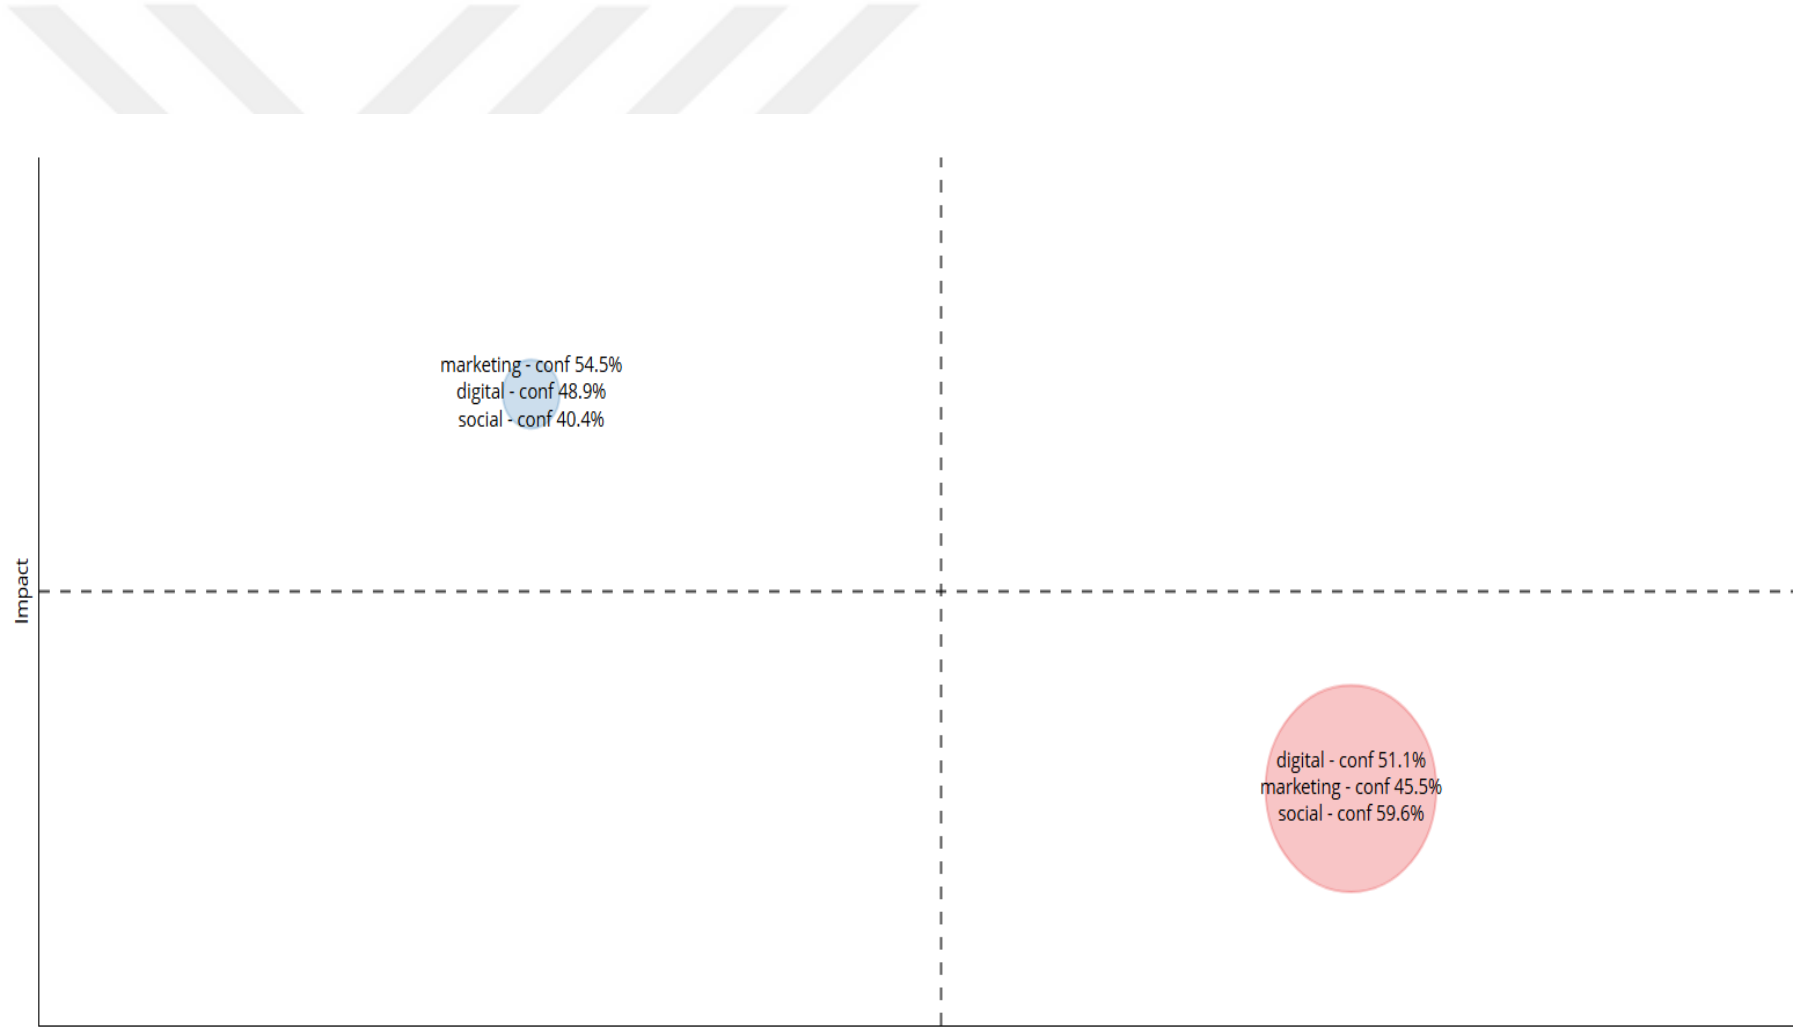 marketing - conf 54.5%
digital - conf 48.9%
social - conf 40.4%
Impact
digital - conf 51.1%
marketing - conf 45.5%
social - conf 59.6%